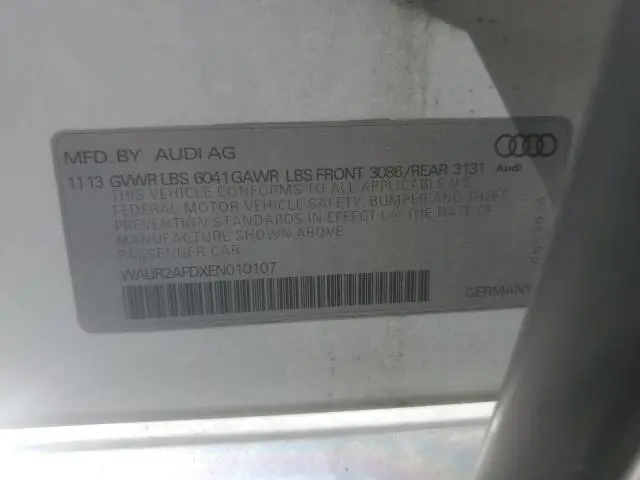 MFD. BY AUDI AG
11 13 GVWR LBS 6041 GAWR LBS FRONT 3086/REAR 3131
Audi
THIS VEHICLE CONFORMS TO ALL APPLICABLE U.S.
FEDERAL MOTOR VEHICLE SAFETY, BUMPER AND THEFT
PREVENTION STANDARDS IN EFFECT ON THE DATE OF
MANUFACTURE SHOWN ABOVE.
PASSENGER CAR
WAUR2AFDXEN010107
GERMANY